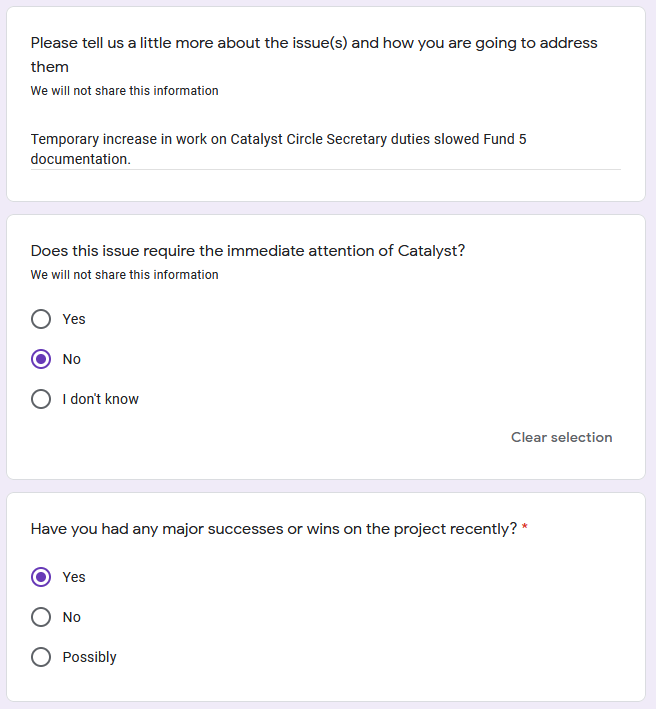 Please tell us a little more about the issue(s) and how you are going to address
them
We will not share this information
Temporary increase in work on Catalyst Circle Secretary duties slowed Fund 5
documentation.
Does this issue require the immediate attention of Catalyst?
We will not share this information
Yes
No
I don't know
Clear selection
Have you had any major successes or wins on the project recently? *
Yes
No
Possibly